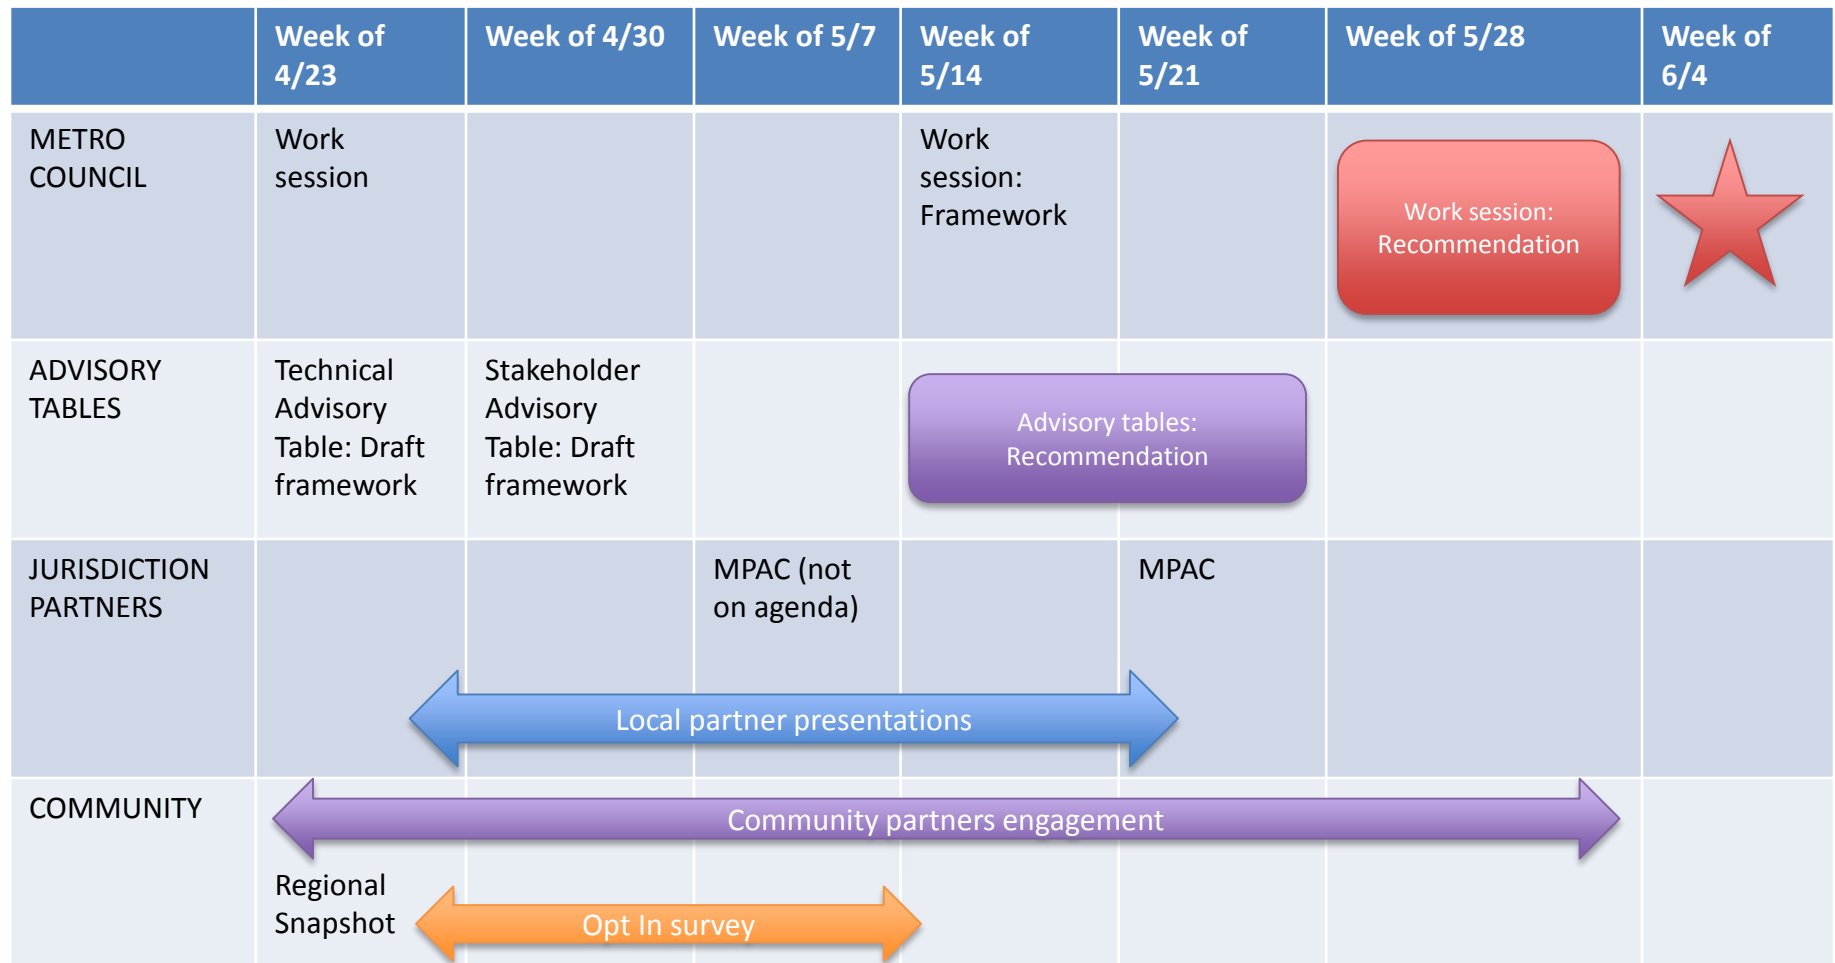 Week of
4/23
Week of 4/30
Week of 5/7
Week of
5/14
Week of
5/21
Week of 5/28
Week of
6/4
METRO
COUNCIL
Work
session
Work
session:
Framework
Work session:
Recommendation
ADVISORY
TABLES
Technical
Advisory
Table: Draft
framework
Stakeholder
Advisory
Table: Draft
framework
Advisory tables:
Recommendation
JURISDICTION
PARTNERS
MPAC (not
on agenda)
MPAC
Local partner presentations
COMMUNITY
Community partners engagement
Regional
Snapshot
Opt In survey